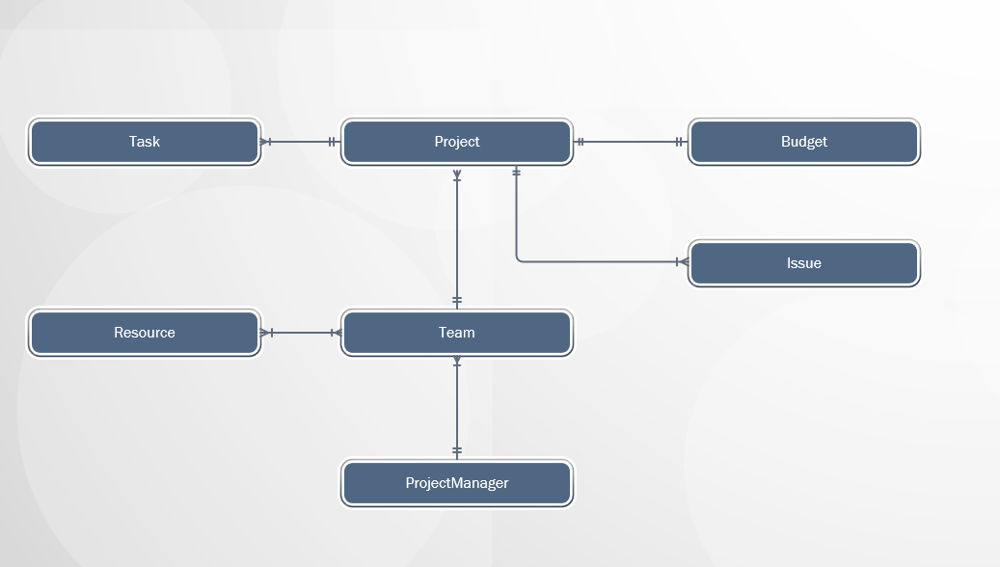 Task
Project
Budget
Issue
Resource
Team
ProjectManager